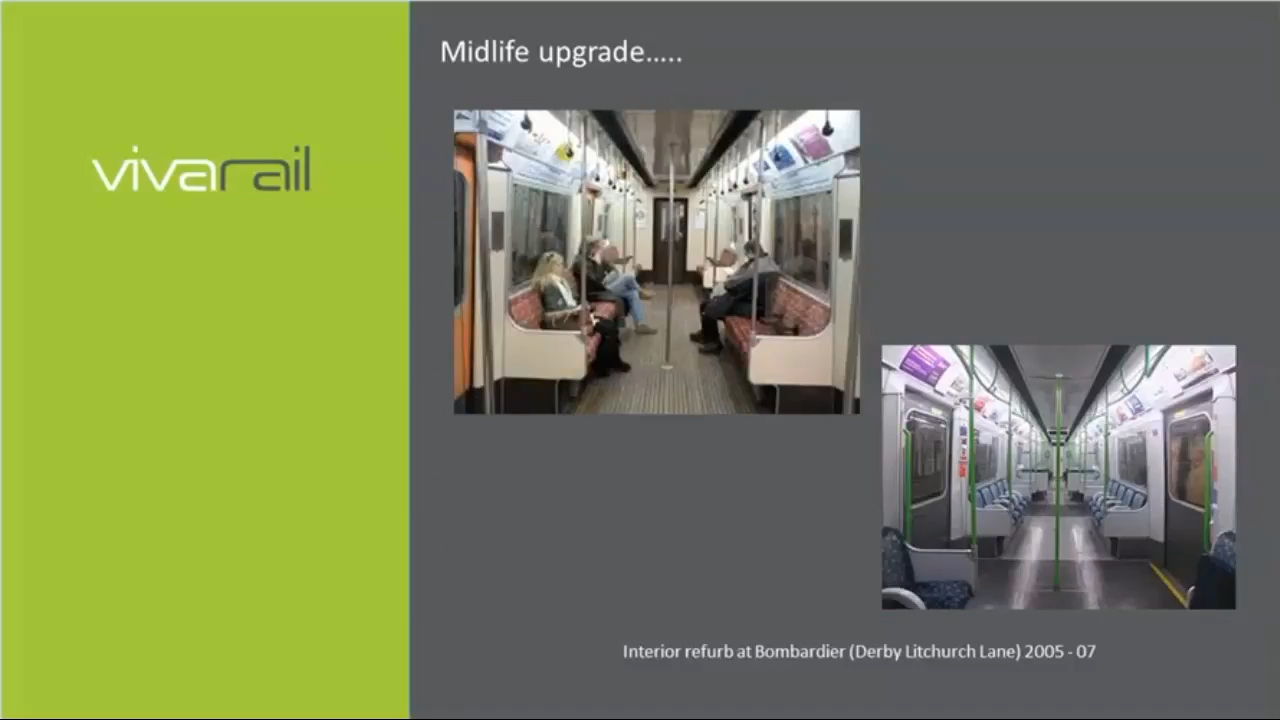 Midlife upgrade.....
vivarail
Interior refurb at Bombardier (Derby Litchurch Lane) 2005 - 07